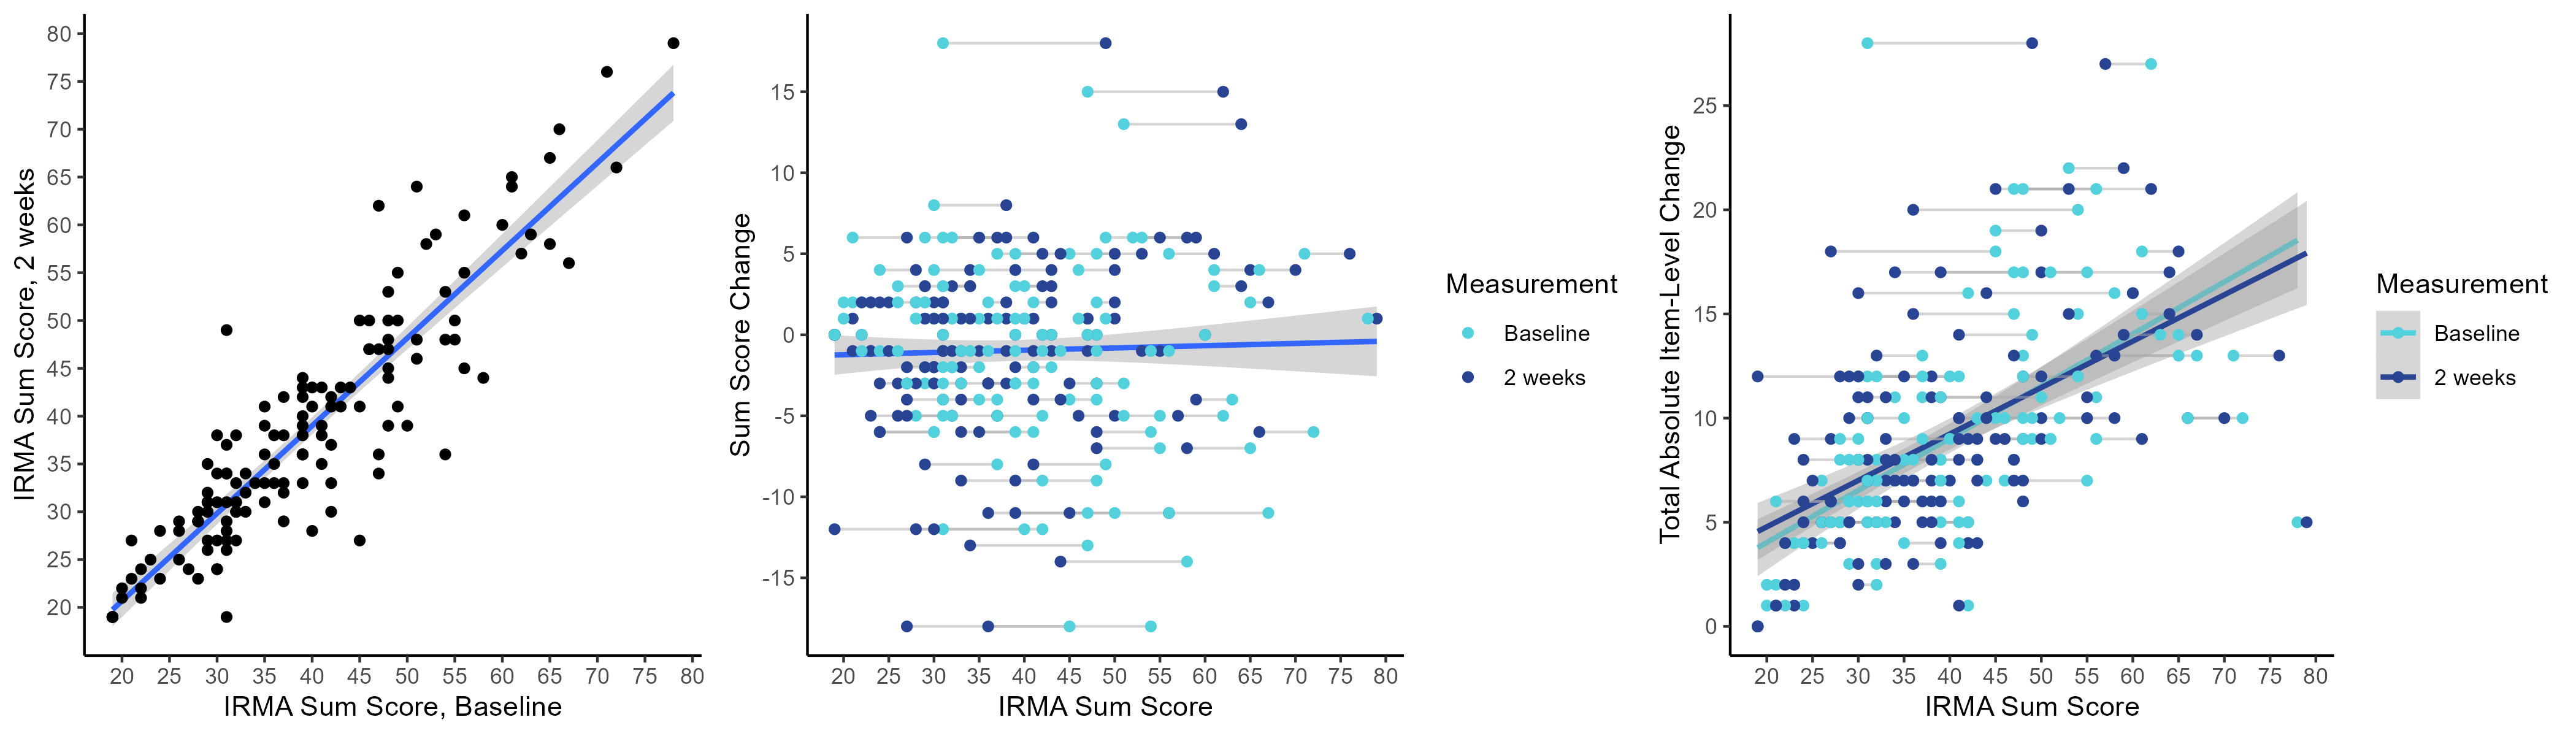 80
75
70
65
60
55
50
45
40
35
30
25
20
IRMA Sum Score, 2 weeks
20 25 30 35 40 45 50 55 60 65 70 75 80
IRMA Sum Score, Baseline
15
10
5
0
-5
-10
-15
Sum Score Change
20 25 30 35 40 45 50 55 60 65 70 75 80
IRMA Sum Score
Measurement
Baseline
2 weeks
25
20
15
10
5
0
Total Absolute Item-Level Change
20 25 30 35 40 45 50 55 60 65 70 75 80
IRMA Sum Score
Measurement
Baseline
2 weeks